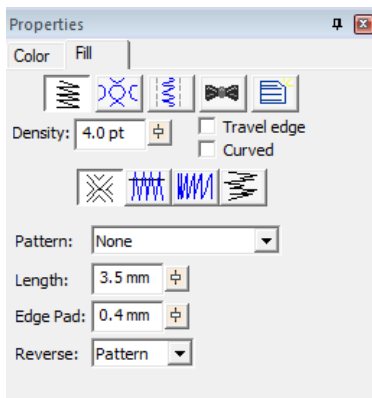 Properties
Color Fill
Density: 4.0 pt Travel edge
Curved
Pattern: None
Length: 3.5 mm
Edge Pad: 0.4 mm
Reverse: Pattern